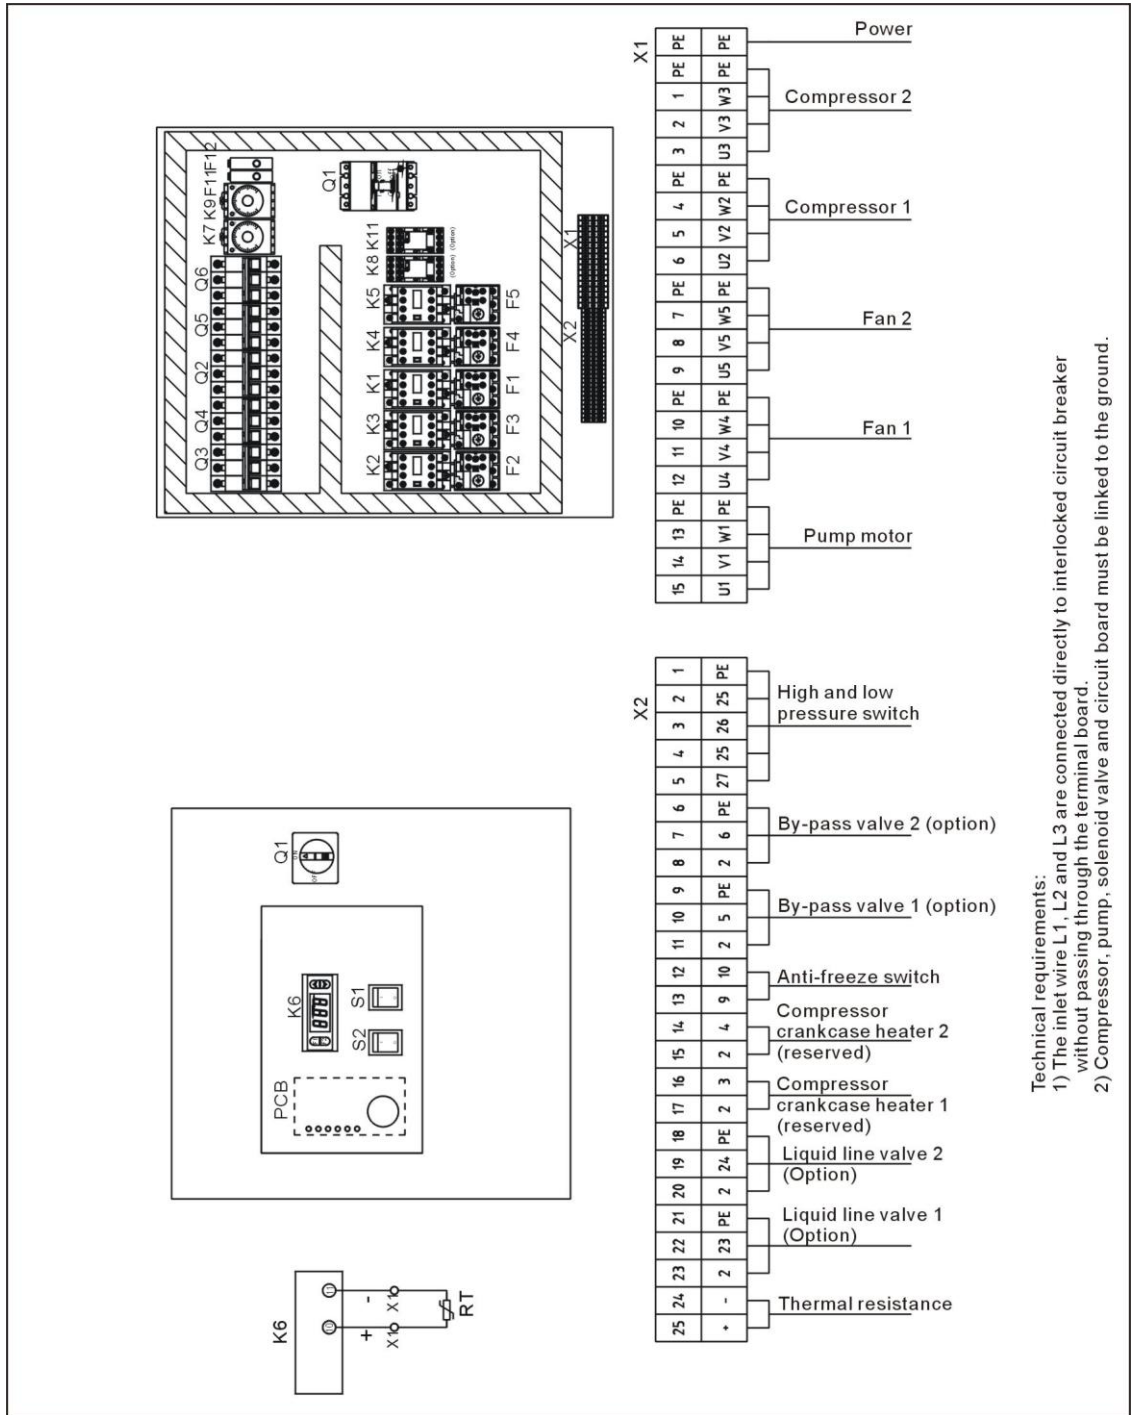 X1
PE PE Power
PE PE
1 W3 Compressor 2
2 V3
3 U3
PE PE
4 W2 Compressor 1
5 V2
6 U2
PE PE
7 W5 Fan 2
8 V5
9 U5
PE PE
10 W4 Fan 1
11 V4
12 U4
PE PE
13 W1 Pump motor
14 V1
15 U1
K7 K9 F11 F12
Q1
Q6
Q5
Q2
Q4
Q3
K8 K11
(Option) (Option)
K5 F5
K4 F4
K1 F1
K3 F3
K2 F2
X1
X2
X2
1 PE
2 25 High and low
3 26 pressure switch
4 25
5 27
6 PE
7 6 By-pass valve 2 (option)
8 2
9 PE
10 5 By-pass valve 1 (option)
11 2
12 10 Anti-freeze switch
13 9
14 4 Compressor
crankcase heater 2
15 2 (reserved)
16 3 Compressor
crankcase heater 1
17 2 (reserved)
18 PE
19 24 Liquid line valve 2
20 2 (Option)
21 PE
22 23 Liquid line valve 1
23 2 (Option)
24 - Thermal resistance
25 +
Q1
ON
OFF
K6
888
S1
S2
PCB
K6
11 - X1
10 + X1
RT
Technical requirements:
1) The inlet wire L1, L2 and L3 are connected directly to interlocked circuit breaker
without passing through the terminal board.
2) Compressor, pump, solenoid valve and circuit board must be linked to the ground.